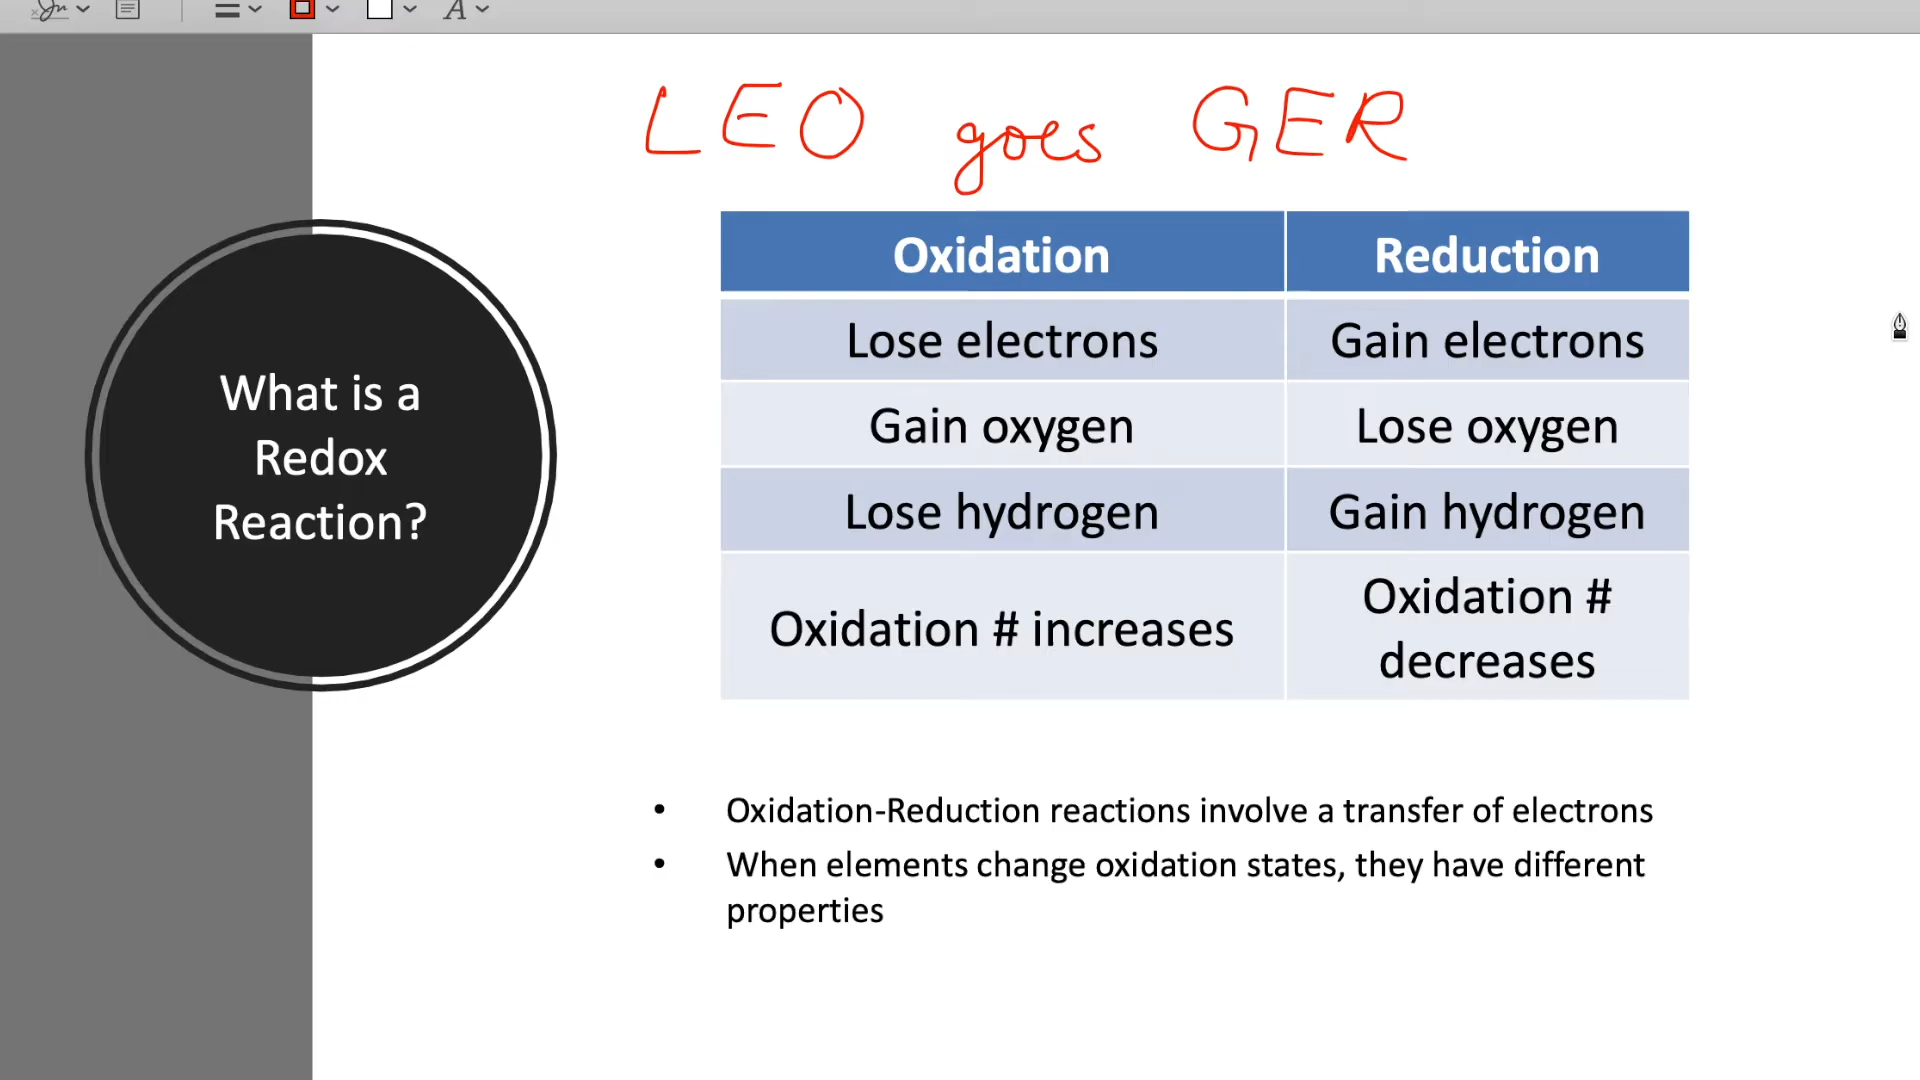 LEO goes GER
What is a
Redox
Reaction?
Oxidation Reduction
Lose electrons Gain electrons
Gain oxygen Lose oxygen
Lose hydrogen Gain hydrogen
Oxidation # increases Oxidation #
decreases
• Oxidation-Reduction reactions involve a transfer of electrons
• When elements change oxidation states, they have different
properties